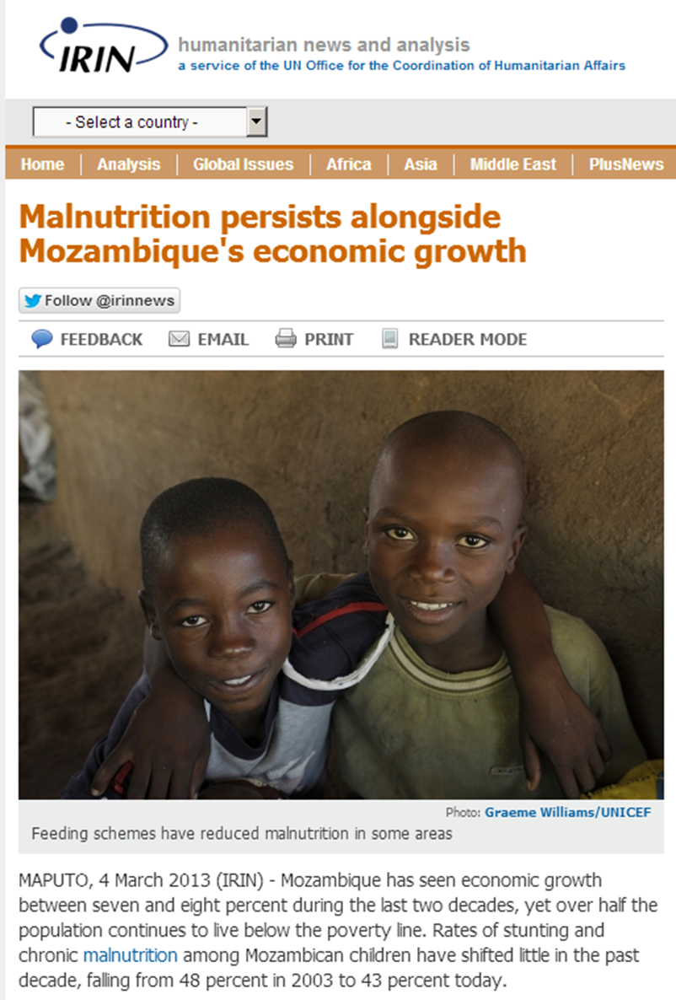 IRIN
humanitarian news and analysis
a service of the UN Office for the Coordination of Humanitarian Affairs
- Select a country -
Home | Analysis | Global Issues | Africa | Asia | Middle East | PlusNews
Malnutrition persists alongside
Mozambique's economic growth
Follow @irinnews
FEEDBACK EMAIL PRINT READER MODE
Photo: Graeme Williams/UNICEF
Feeding schemes have reduced malnutrition in some areas
MAPUTO, 4 March 2013 (IRIN) - Mozambique has seen economic growth
between seven and eight percent during the last two decades, yet over half the
population continues to live below the poverty line. Rates of stunting and
chronic malnutrition among Mozambican children have shifted little in the past
decade, falling from 48 percent in 2003 to 43 percent today.